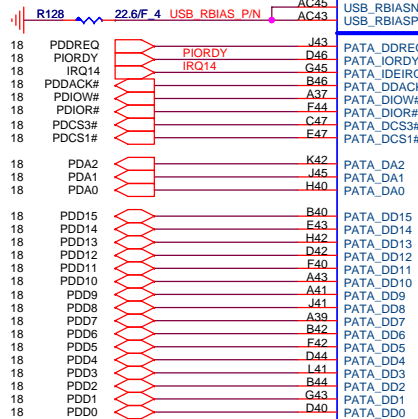 AC45 USB_RBIASN
R128 22.6/F_4 USB_RBIAS_P/N AC43 USB_RBIASP
18 PDDREQ J43 PATA_DDREQ
18 PIORDY PIORDY D46 PATA_IORDY
18 IRQ14 IRQ14 G45 PATA_IDEIRQ
18 PDDACK# B46 PATA_DDACK
18 PDIOW# A37 PATA_DIOW#
18 PDIOR# F44 PATA_DIOR#
18 PDCS3# C47 PATA_DCS3#
18 PDCS1# E47 PATA_DCS1#
18 PDA2 K42 PATA_DA2
18 PDA1 J45 PATA_DA1
18 PDA0 H40 PATA_DA0
18 PDD15 B40 PATA_DD15
18 PDD14 E43 PATA_DD14
18 PDD13 H42 PATA_DD13
18 PDD12 D42 PATA_DD12
18 PDD11 F40 PATA_DD11
18 PDD10 A43 PATA_DD10
18 PDD9 A41 PATA_DD9
18 PDD8 J41 PATA_DD8
18 PDD7 A39 PATA_DD7
18 PDD6 B42 PATA_DD6
18 PDD5 F42 PATA_DD5
18 PDD4 D44 PATA_DD4
18 PDD3 L41 PATA_DD3
18 PDD2 B44 PATA_DD2
18 PDD1 G43 PATA_DD1
18 PDD0 D40 PATA_DD0